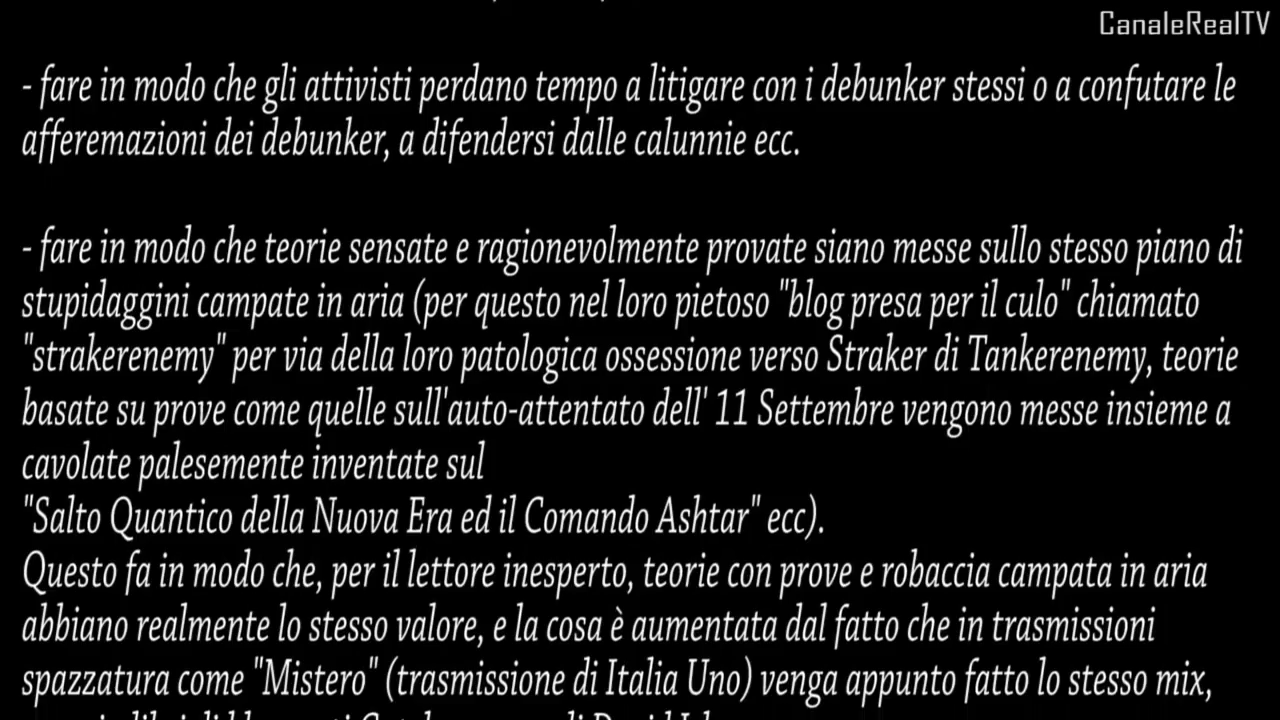 CanaleRealTV
- fare in modo che gli attivisti perdano tempo a litigare con i debunker stessi o a confutare le
afferemazioni dei debunker, a difendersi dalle calunnie ecc.
- fare in modo che teorie sensate e ragionevolmente provate siano messe sullo stesso piano di
stupidaggini campate in aria (per questo nel loro pietoso "blog presa per il culo" chiamato
"strakerenemy" per via della loro patologica ossessione verso Straker di Tankerenemy, teorie
basate su prove come quelle sull'auto-attentato dell' 11 Settembre vengono messe insieme a
cavolate palesemente inventate sul
"Salto Quantico della Nuova Era ed il Comando Ashtar" ecc).
Questo fa in modo che, per il lettore inesperto, teorie con prove e robaccia campata in aria
abbiano realmente lo stesso valore, e la cosa è aumentata dal fatto che in trasmissioni
spazzatura come "Mistero" (trasmissione di Italia Uno) venga appunto fatto lo stesso mix,